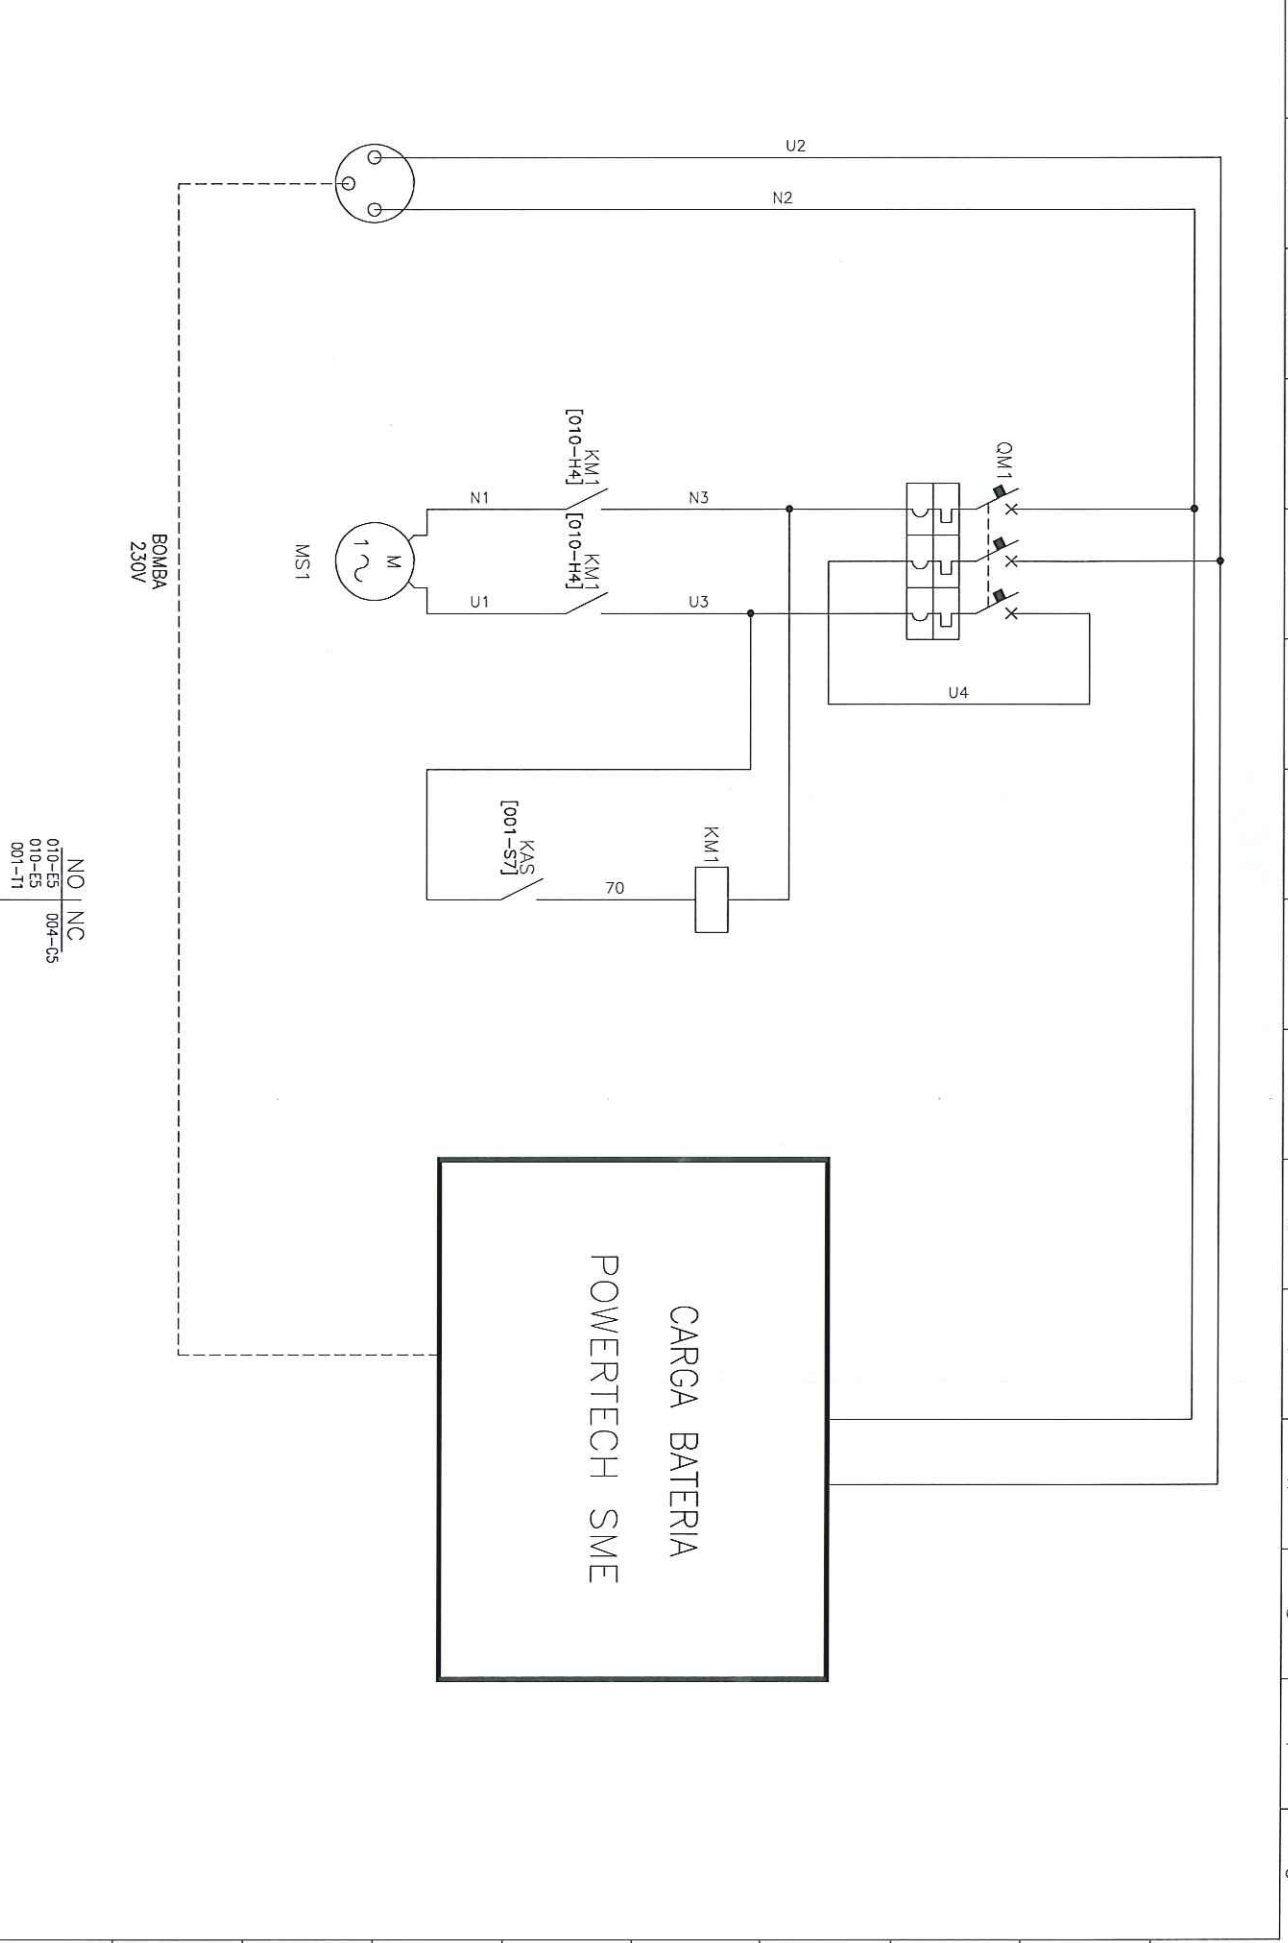 QM1
U4
U2
N2
KM1
N3
U3
CARGA BATERIA
POWERTECH SME
70
KM1
[010-H4]
KM1
[010-H4]
KAS
[001-S7]
N1
U1
M
1
MS1
BOMBA
230V
NO NC
010-E5 004-C5
010-E5
001-T1